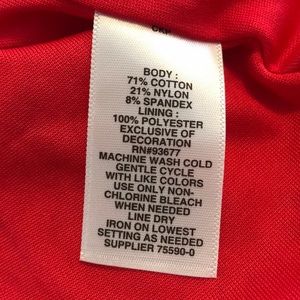 BODY :
71% COTTON
21% NYLON
8% SPANDEX
LINING :
100% POLYESTER
EXCLUSIVE OF
DECORATION
RN#93677
MACHINE WASH COLD
GENTLE CYCLE
WITH LIKE COLORS
USE ONLY NON-
CHLORINE BLEACH
WHEN NEEDED
LINE DRY
IRON ON LOWEST
SETTING AS NEEDED
SUPPLIER 75590-0